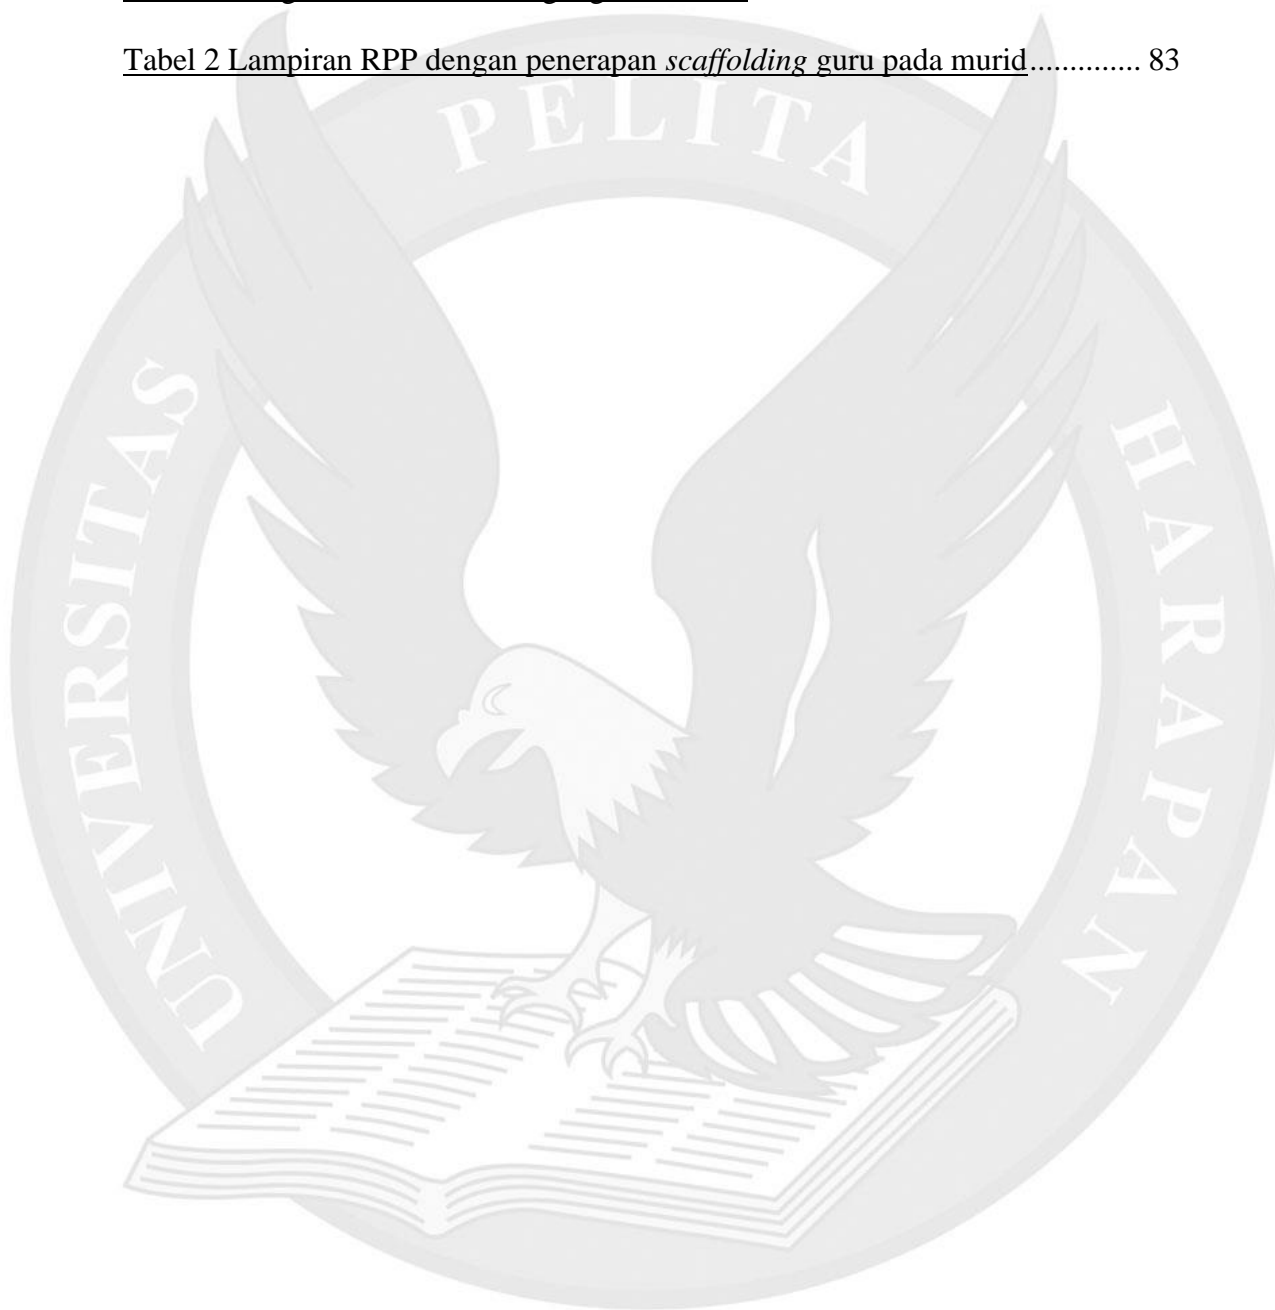 Tabel 2 Lampiran RPP dengan penerapan scaffolding guru pada murid............. 83
UNIVERSITAS PELITA HARAPAN